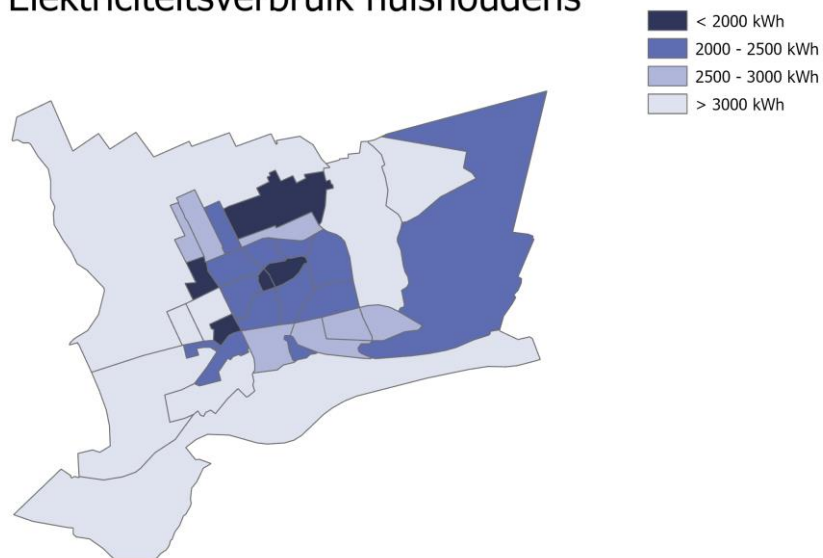 Elektriciteitsverbruik huishoudens
< 2000 kWh
2000 - 2500 kWh
2500 - 3000 kWh
> 3000 kWh